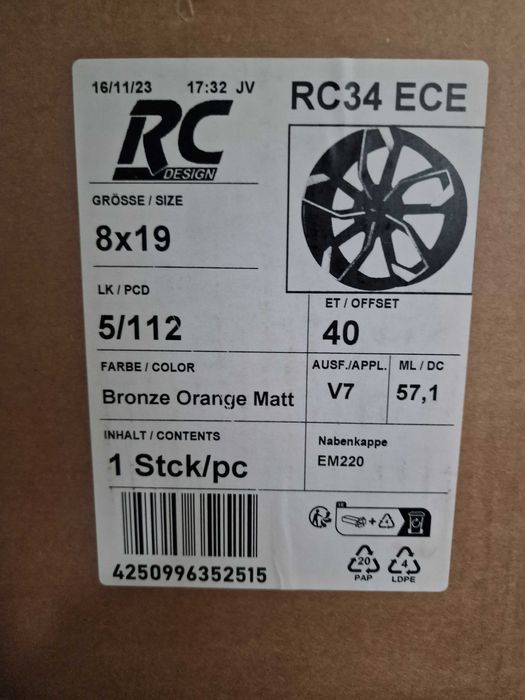 16/11/23 17:32 JV
RC34 ECE
RC
DESIGN
GRÖSSE / SIZE
8x19
LK / PCD
5/112
ET / OFFSET
40
FARBE / COLOR
Bronze Orange Matt
AUSF./APPL.
V7
ML / DC
57,1
INHALT / CONTENTS
1 Stck/pc
Nabenkappe
EM220
4250996352515
20
PAP
4
LDPE